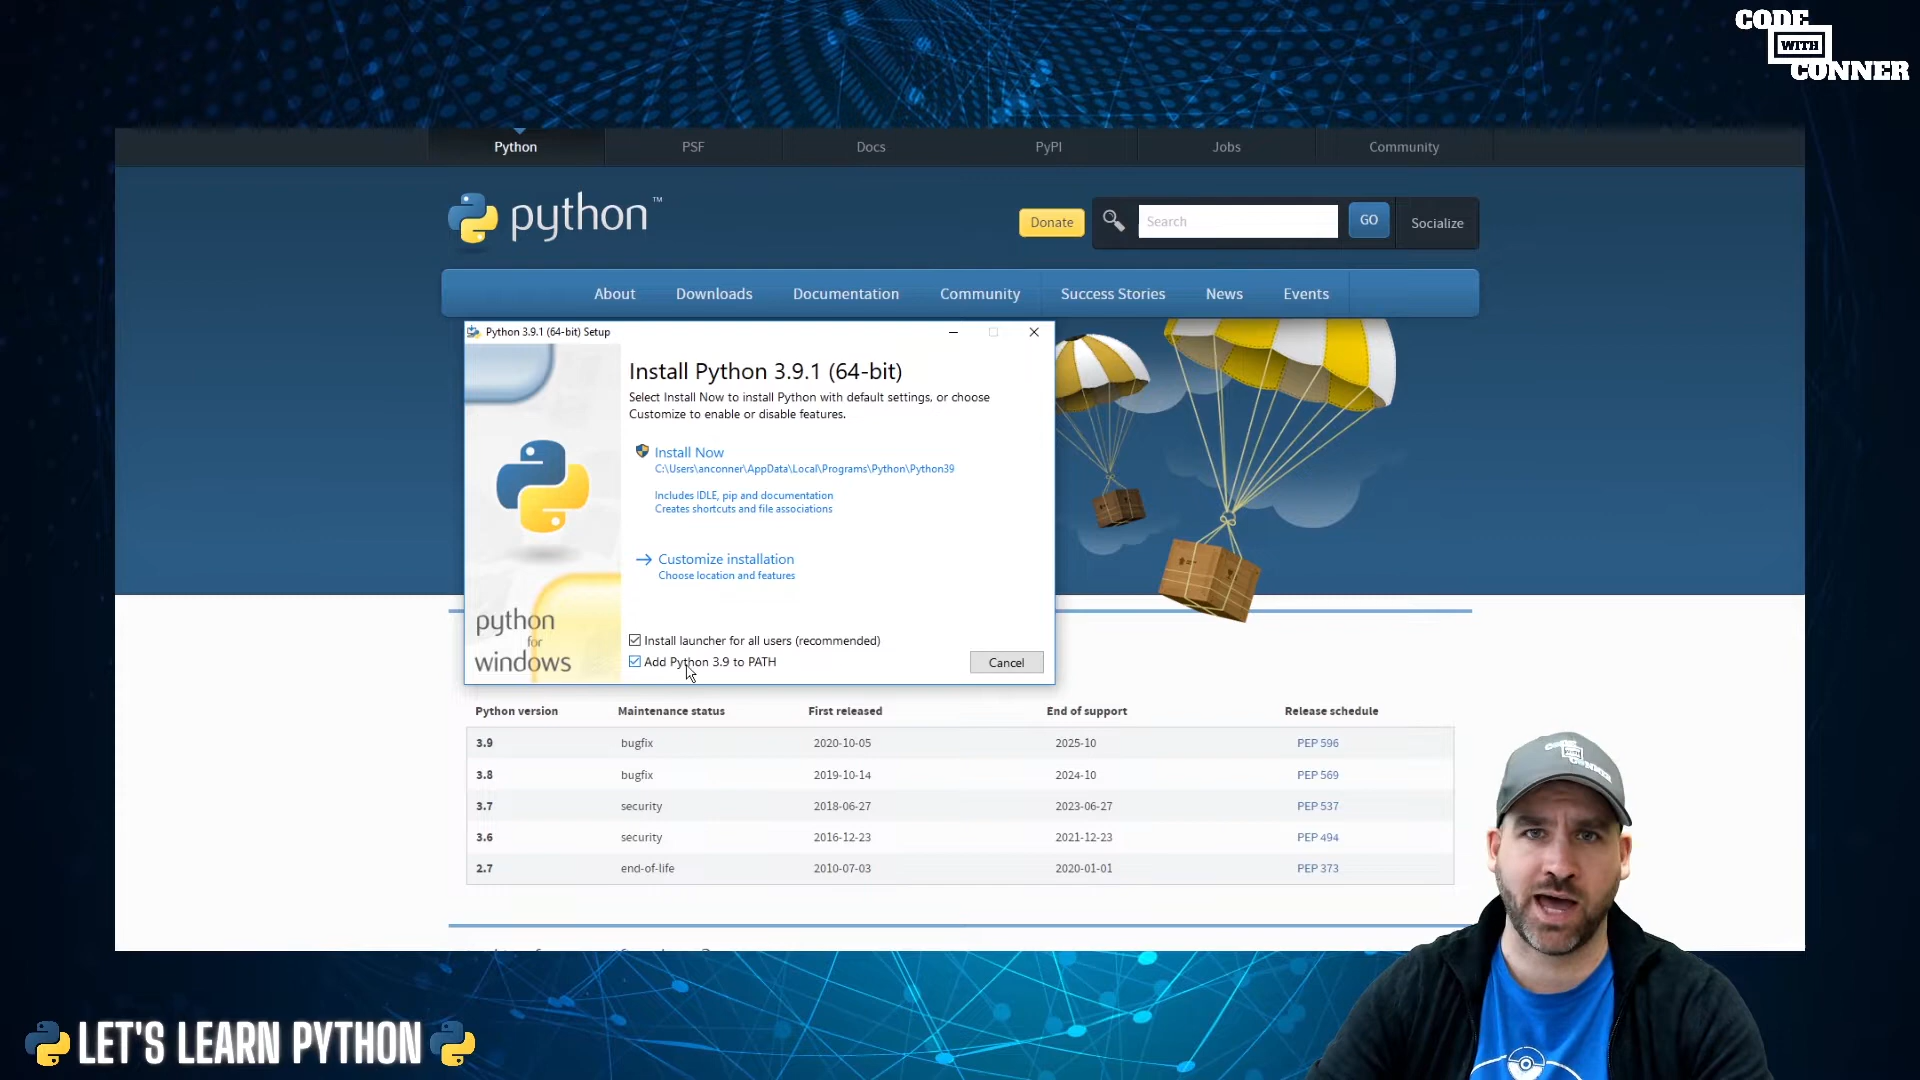 CODE
WITH
CONNER
Python
PSF
Docs
PyPI
Jobs
Community
python™
Donate
Search
GO
Socialize
About
Downloads
Documentation
Community
Success Stories
News
Events
Python 3.9.1 (64-bit) Setup
Install Python 3.9.1 (64-bit)
Select Install Now to install Python with default settings, or choose
Customize to enable or disable features.
Install Now
C:\Users\anconner\AppData\Local\Programs\Python\Python39
Includes IDLE, pip and documentation
Creates shortcuts and file associations
Customize installation
Choose location and features
python
for
windows
Install launcher for all users (recommended)
Add Python 3.9 to PATH
Cancel
Python version Maintenance status First released End of support Release schedule
3.9 bugfix 2020-10-05 2025-10 PEP 596
3.8 bugfix 2019-10-14 2024-10 PEP 569
3.7 security 2018-06-27 2023-06-27 PEP 537
3.6 security 2016-12-23 2021-12-23 PEP 494
2.7 end-of-life 2010-07-03 2020-01-01 PEP 373
CODE
WITH
CONNER
LET'S LEARN PYTHON